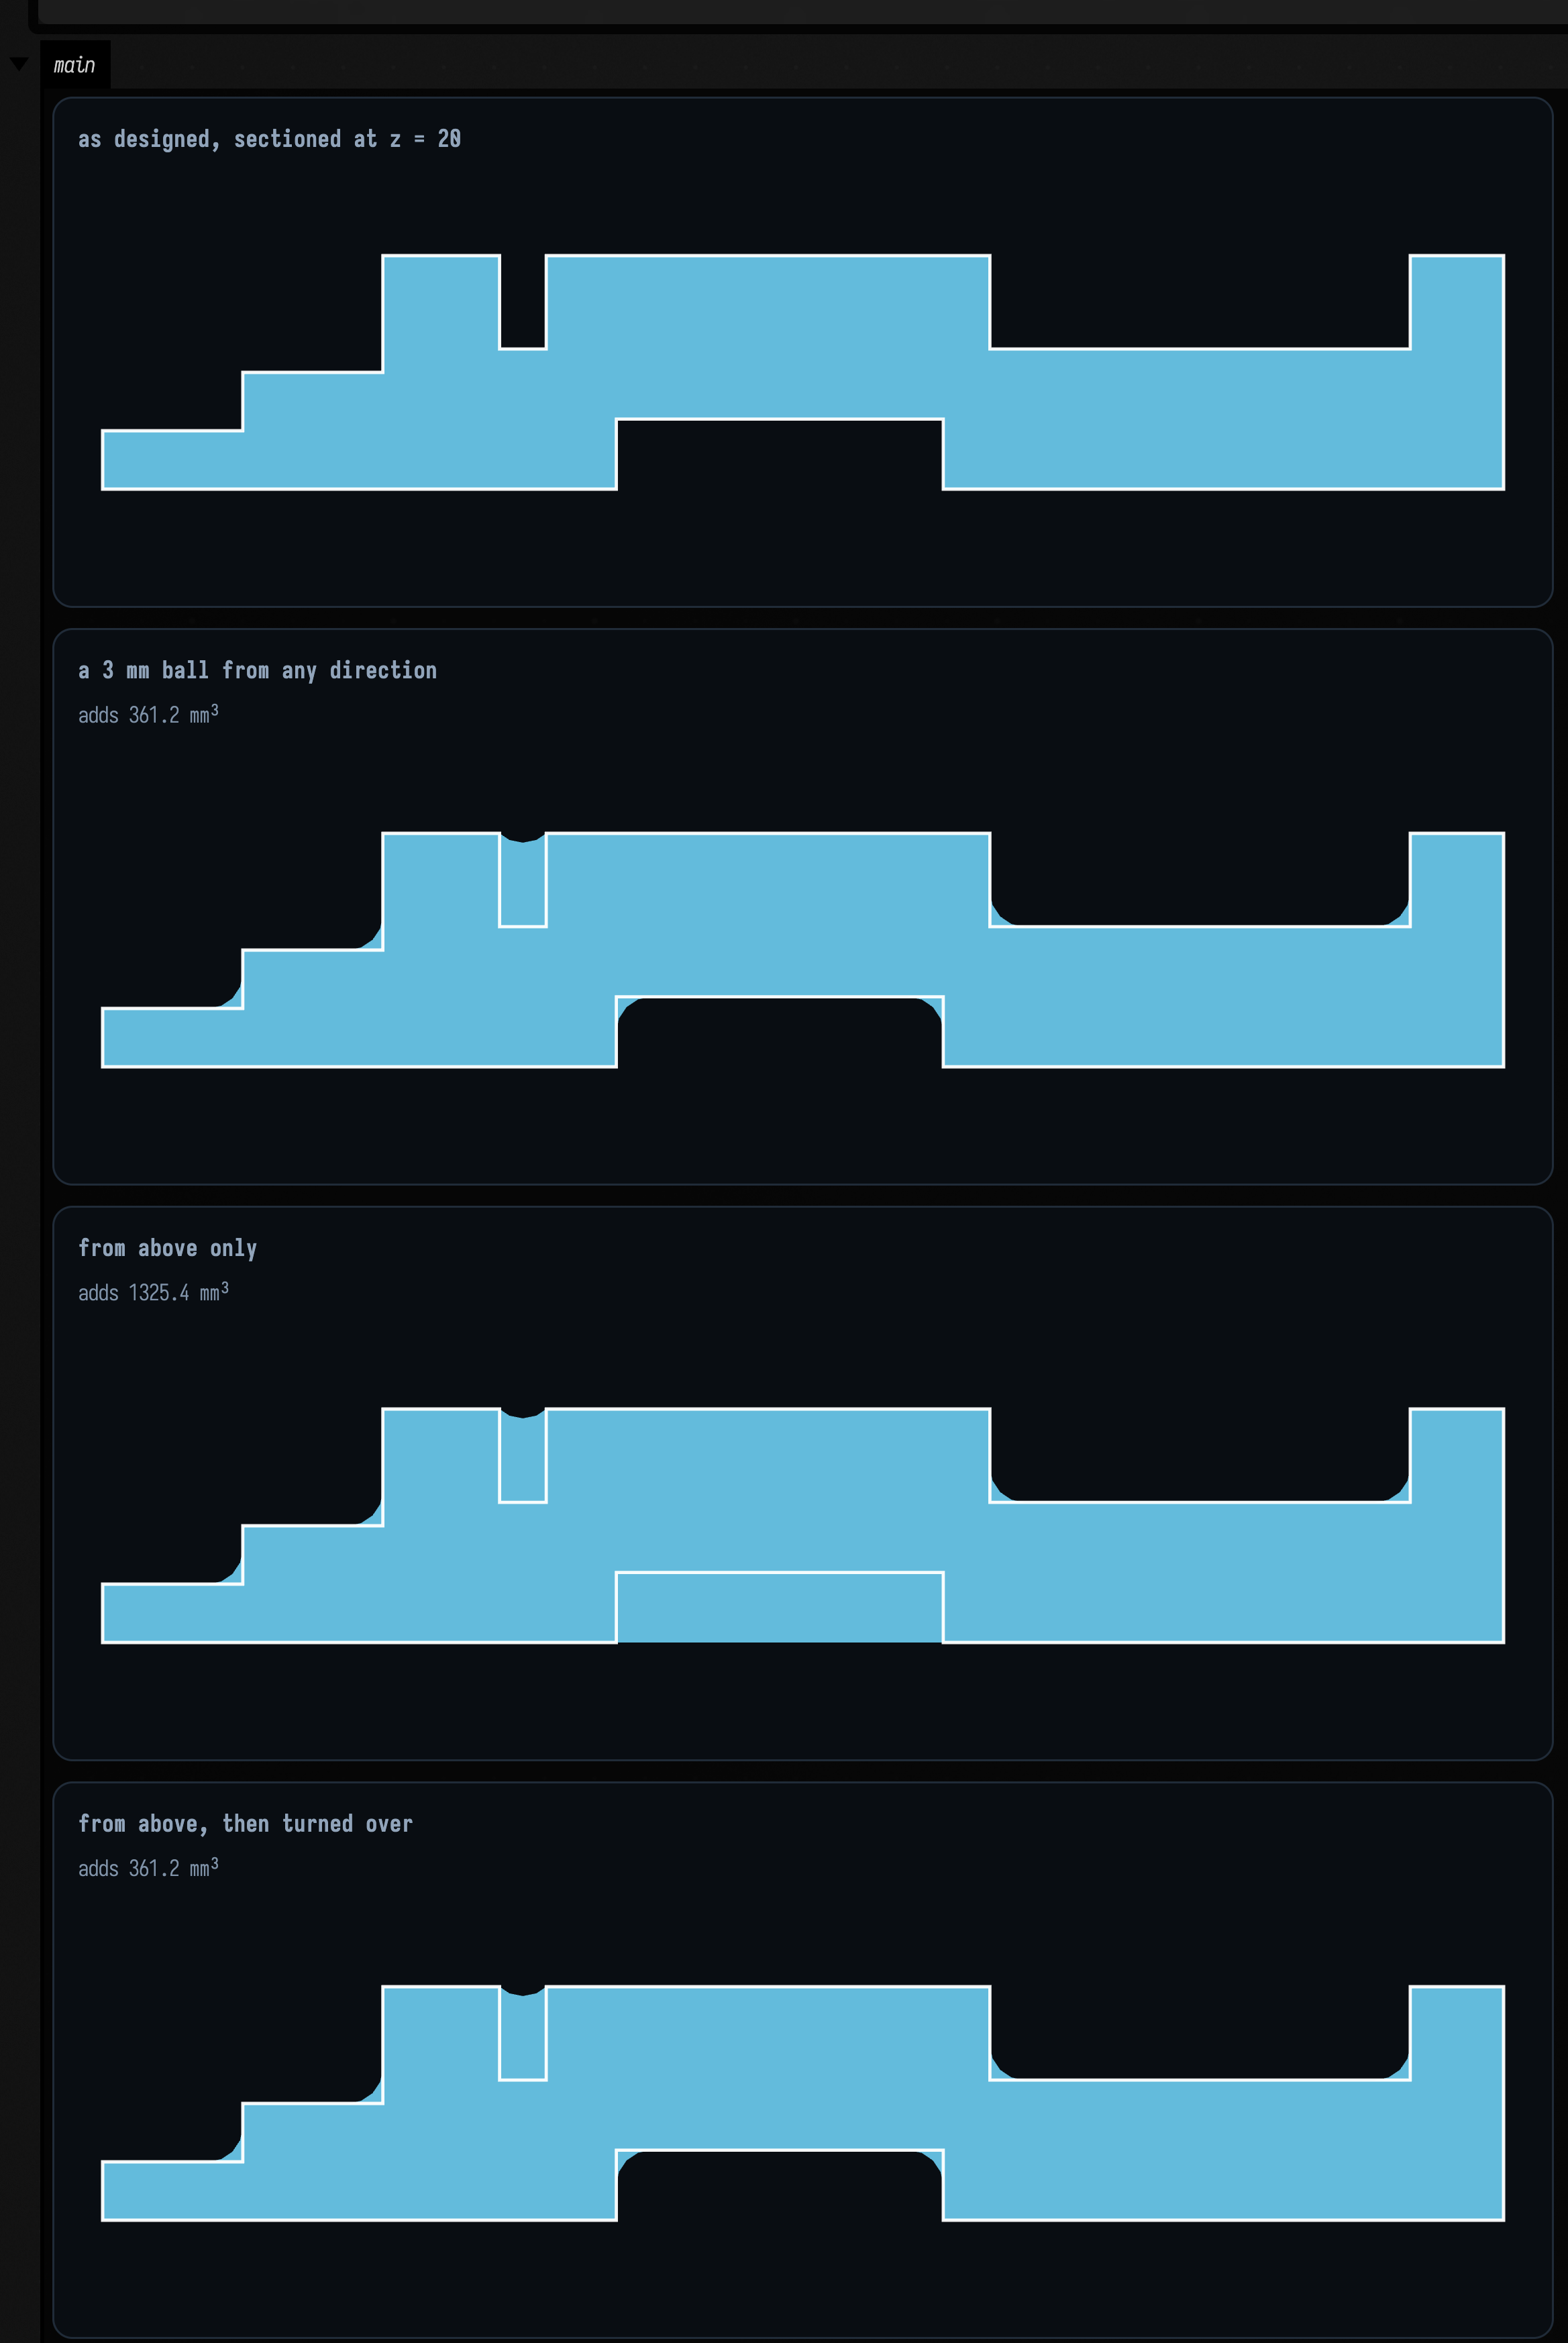 main
as designed, sectioned at z = 20
a 3 mm ball from any direction
adds 361.2 mm³
from above only
adds 1325.4 mm³
from above, then turned over
adds 361.2 mm³